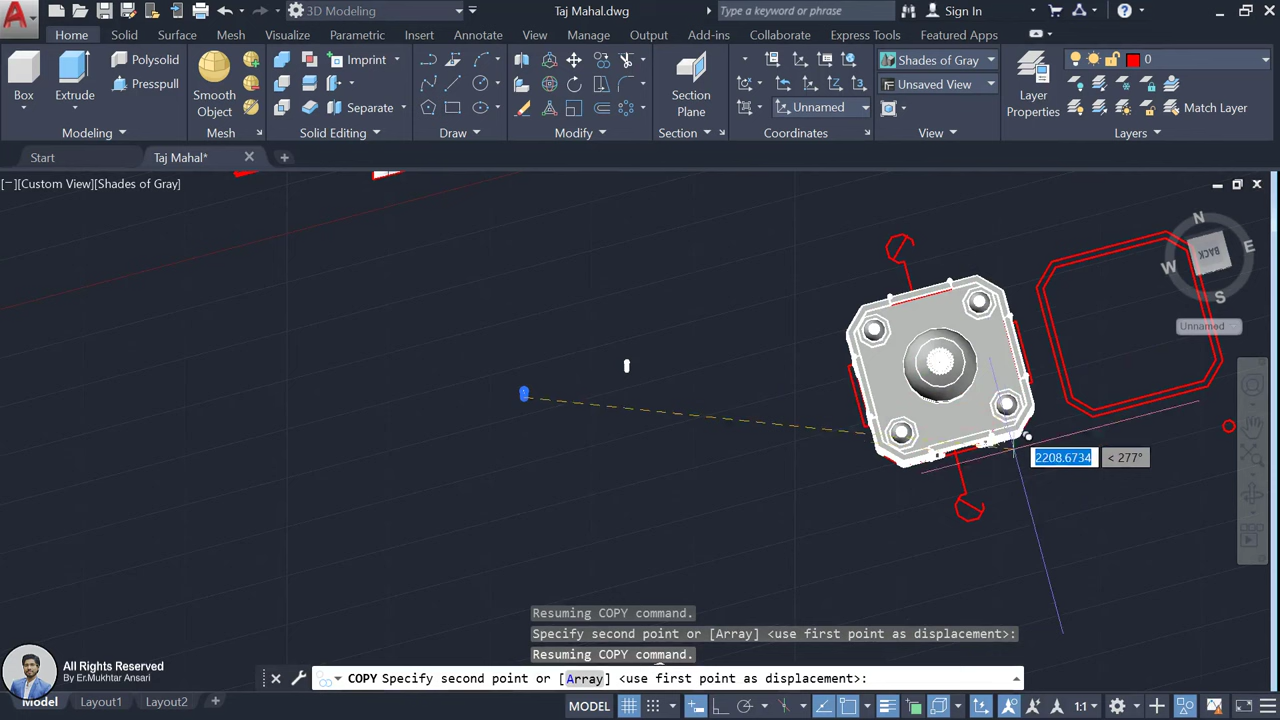 A
3D Modeling
Taj Mahal.dwg
Type a keyword or phrase
Sign In
?
Home Solid Surface Mesh Visualize Parametric Insert Annotate View Manage Output Add-ins Collaborate Express Tools Featured Apps
Box
Extrude
Polysolid
Presspull
Smooth
Object
Imprint
Separate
Section
Plane
Unnamed
Shades of Gray
Unsaved View
Layer
Properties
0
Match Layer
Modeling
Mesh
Solid Editing
Draw
Modify
Section
Coordinates
View
Layers
Start
Taj Mahal*
[−][Custom View][Shades of Gray]
N
W
BACK
E
S
Unnamed
2208.6734
< 277°
Resuming COPY command.
Specify second point or [Array] <use first point as displacement>:
Resuming COPY command.
COPY Specify second point or [Array] <use first point as displacement>:
All Rights Reserved
By Er.Mukhtar Ansari
Model Layout1 Layout2 +
MODEL
1:1